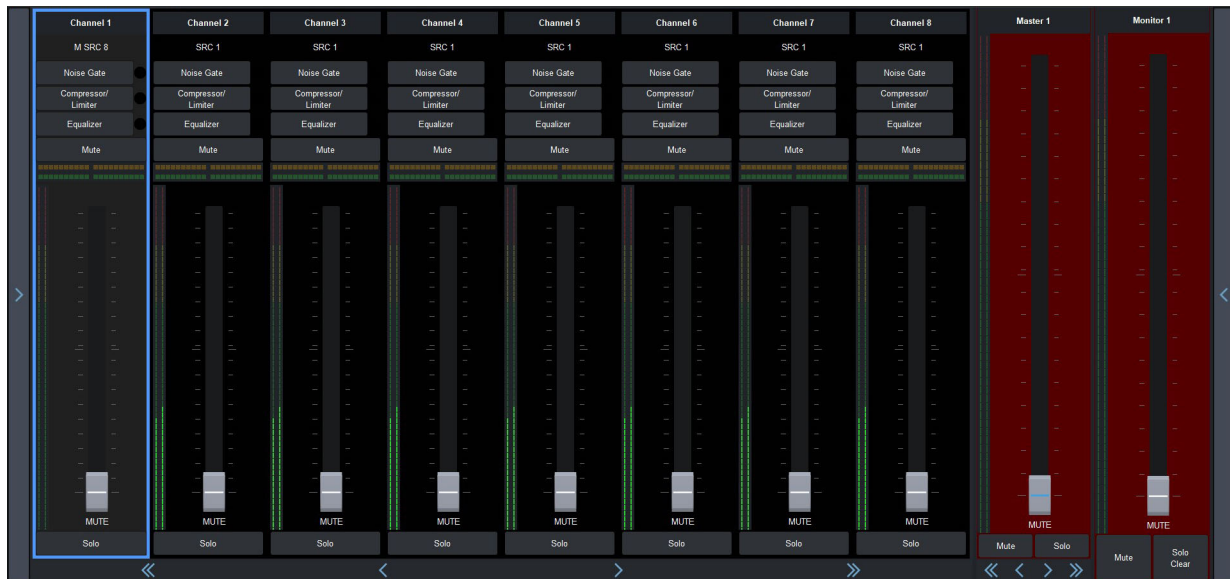 Channel 1 Channel 2 Channel 3 Channel 4 Channel 5 Channel 6 Channel 7 Channel 8 Master 1 Monitor 1
M SRC 8 SRC 1 SRC 1 SRC 1 SRC 1 SRC 1 SRC 1 SRC 1
Noise Gate Noise Gate Noise Gate Noise Gate Noise Gate Noise Gate Noise Gate Noise Gate
Compressor/ Compressor/ Compressor/ Compressor/ Compressor/ Compressor/ Compressor/ Compressor/
Limiter Limiter Limiter Limiter Limiter Limiter Limiter Limiter
Equalizer Equalizer Equalizer Equalizer Equalizer Equalizer Equalizer Equalizer
Mute Mute Mute Mute Mute Mute Mute Mute
MUTE MUTE MUTE MUTE MUTE MUTE MUTE MUTE MUTE MUTE
Solo Solo Solo Solo Solo Solo Solo Solo Mute Solo Mute Solo
Clear